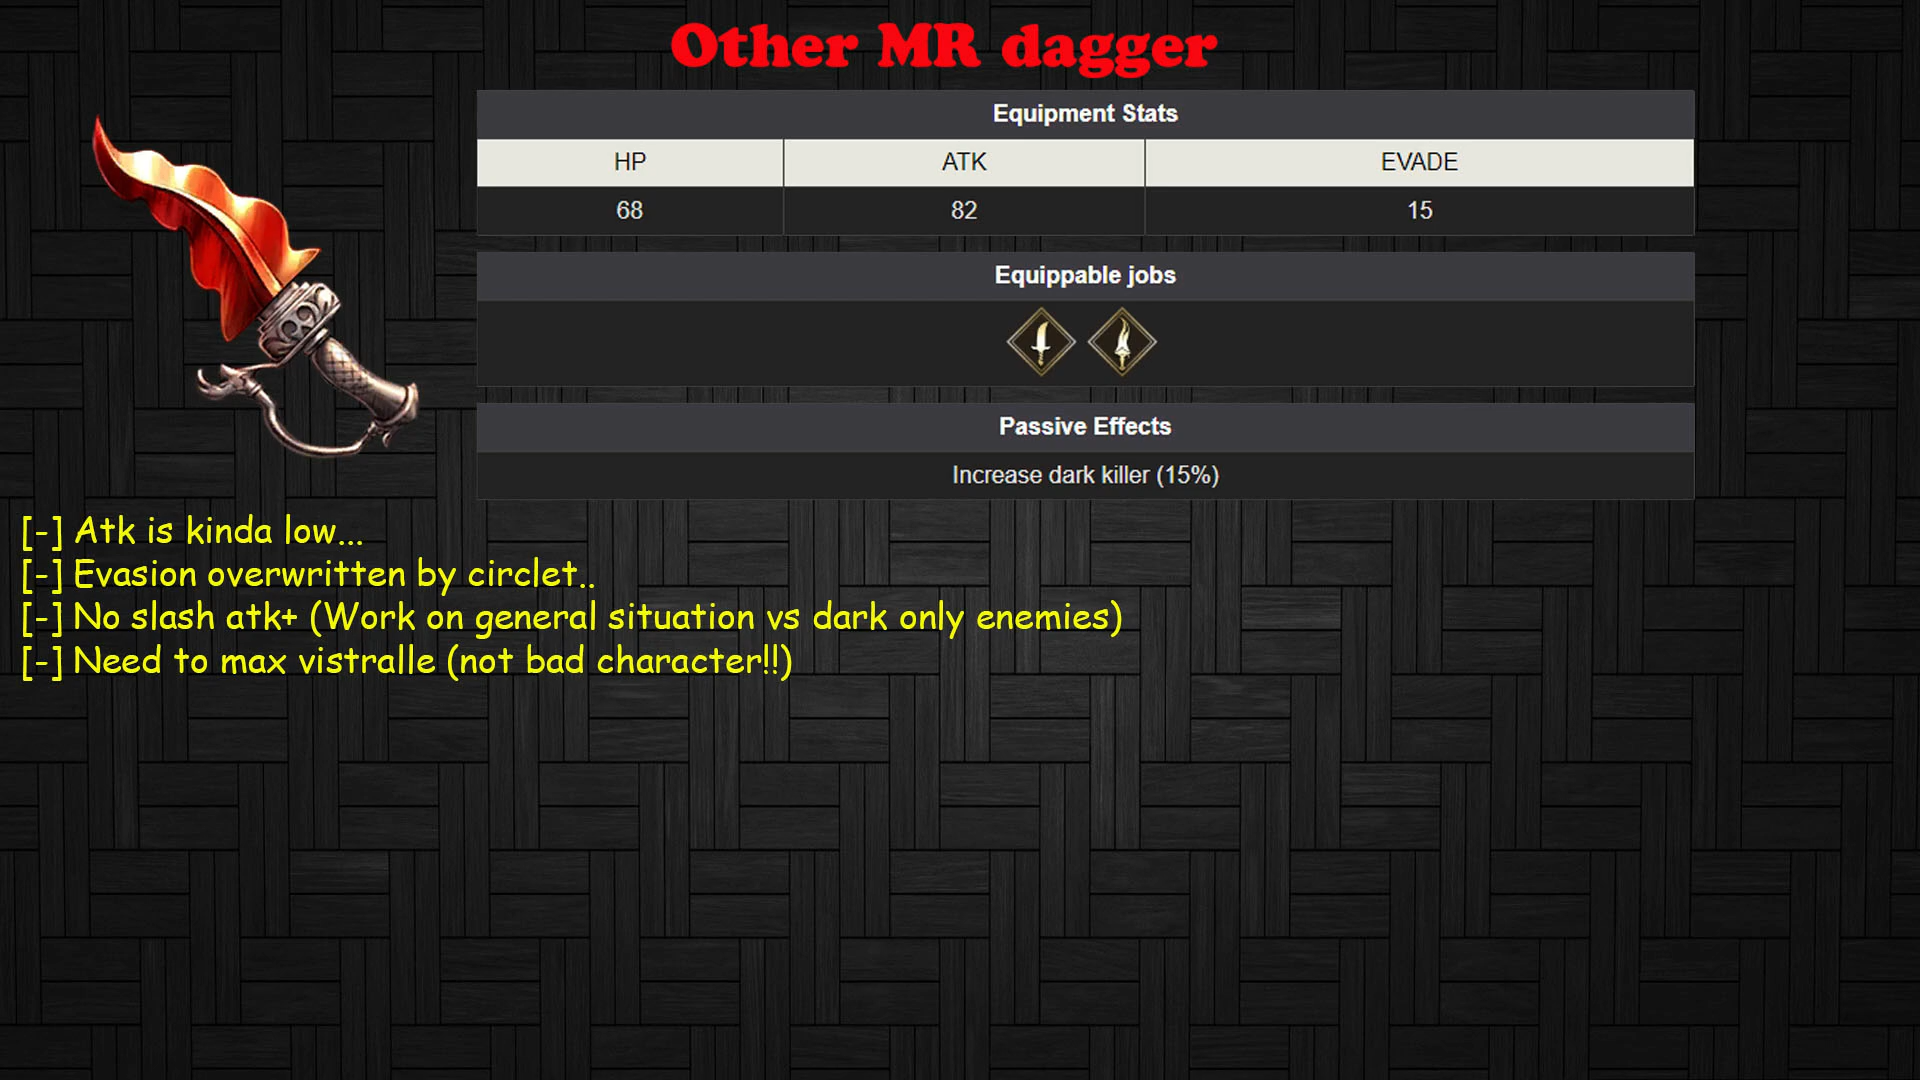 Other MR dagger
Equipment Stats
HP ATK EVADE
68 82 15
Equippable jobs
Passive Effects
Increase dark killer (15%)
[-] Atk is kinda low...
[-] Evasion overwritten by circlet..
[-] No slash atk+ (Work on general situation vs dark only enemies)
[-] Need to max vistralle (not bad character!!)